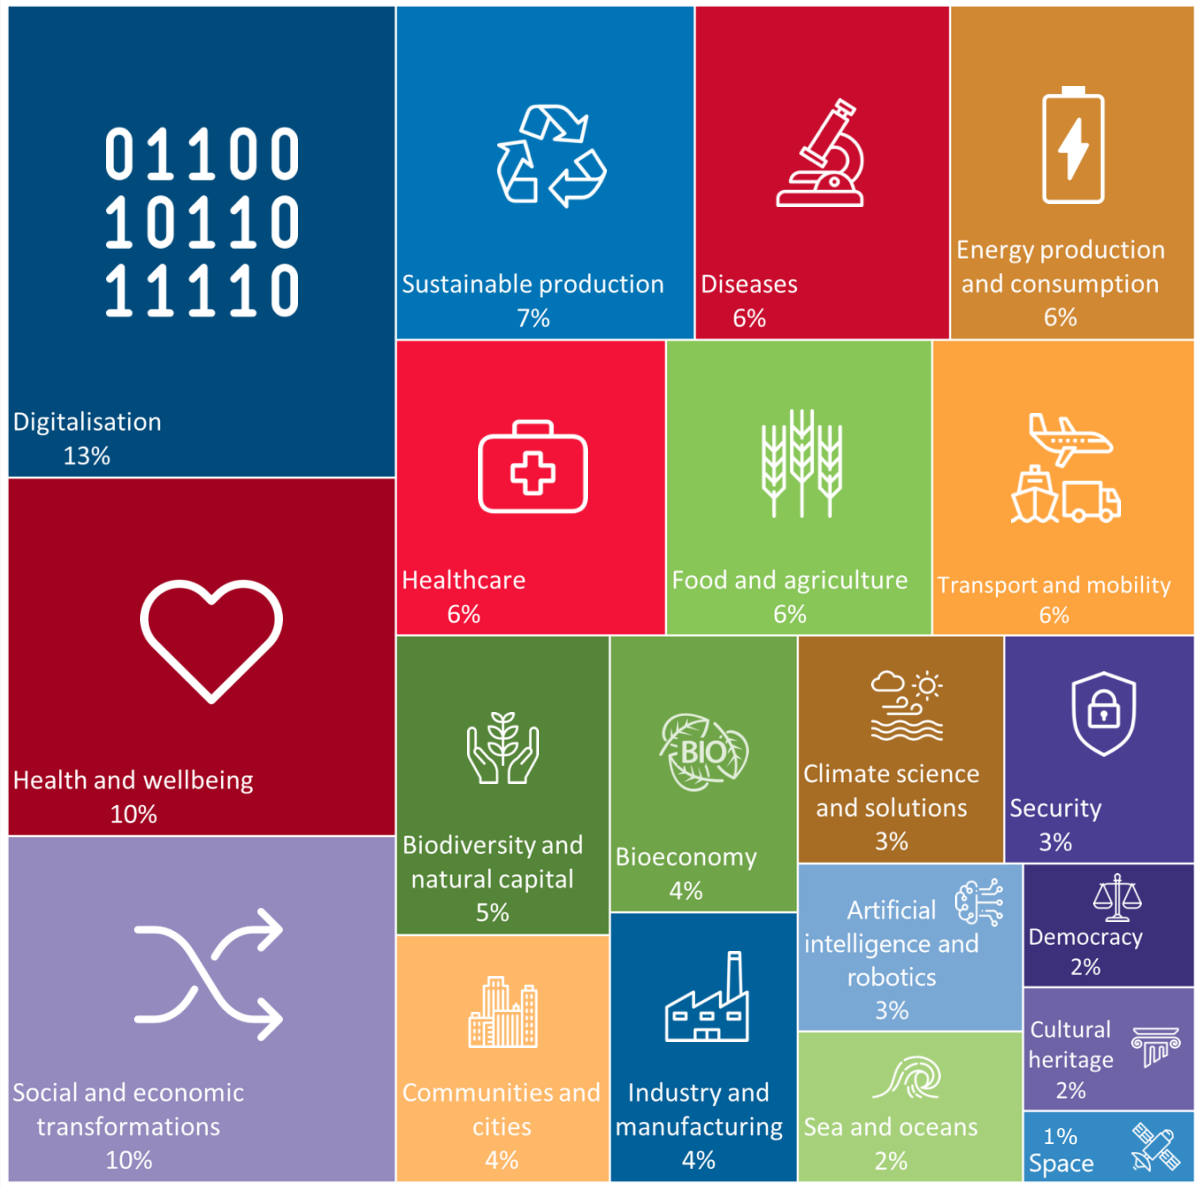 01100
10110
11110
Digitalisation
13%
Health and wellbeing
10%
Social and economic
transformations
10%
Sustainable production
7%
Diseases
6%
Energy production
and consumption
6%
Healthcare
6%
Food and agriculture
6%
Transport and mobility
6%
Biodiversity and
natural capital
5%
BIO
Bioeconomy
4%
Climate science
and solutions
3%
Security
3%
Communities and
cities
4%
Industry and
manufacturing
4%
Artificial
intelligence and
robotics
3%
Sea and oceans
2%
Democracy
2%
Cultural
heritage
2%
1%
Space